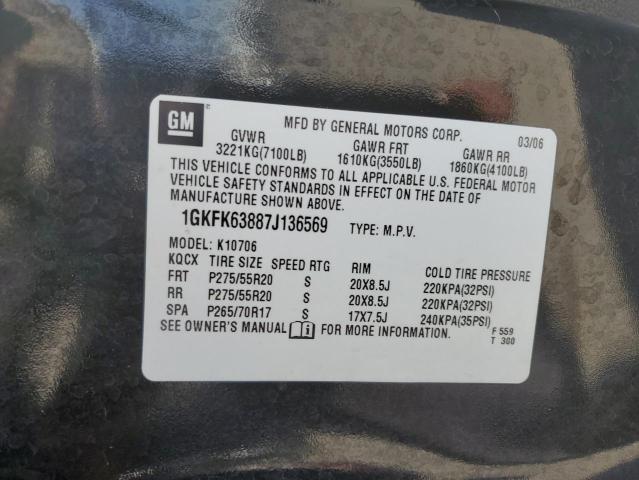 GM
MFD BY GENERAL MOTORS CORP. 03/06
GVWR GAWR FRT GAWR RR
3221KG(7100LB) 1610KG(3550LB) 1860KG(4100LB)
THIS VEHICLE CONFORMS TO ALL APPLICABLE U.S. FEDERAL MOTOR
VEHICLE SAFETY STANDARDS IN EFFECT ON THE DATE OF
MANUFACTURE SHOWN ABOVE.
1GKFK63887J136569 TYPE: M.P.V.
MODEL: K10706
KQCX TIRE SIZE SPEED RTG RIM COLD TIRE PRESSURE
FRT P275/55R20 S 20X8.5J 220KPA(32PSI)
RR P275/55R20 S 20X8.5J 220KPA(32PSI)
SPA P265/70R17 S 17X7.5J 240KPA(35PSI)
SEE OWNER'S MANUAL FOR MORE INFORMATION. F 559
T 300